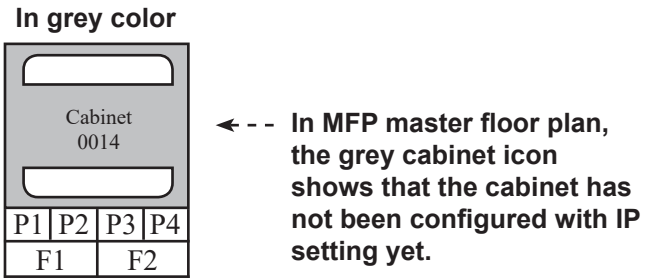 In grey color
Cabinet
0014
P1 P2 P3 P4
F1 F2
In MFP master floor plan,
the grey cabinet icon
shows that the cabinet has
not been configured with IP
setting yet.